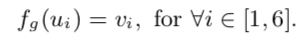 f_g(u_i) = v_i, for ∀i ∈ [1, 6].